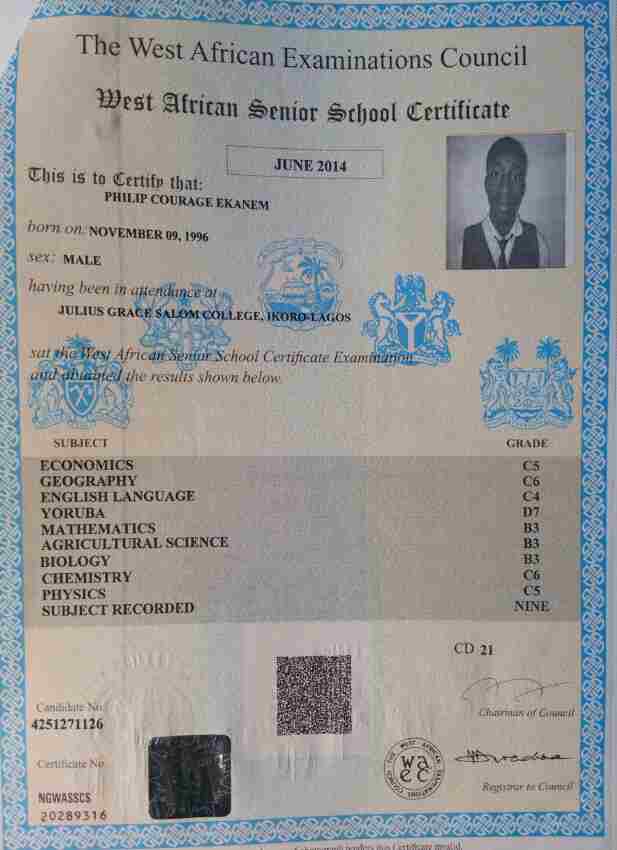 The West African Examinations Council
West African Senior School Certificate
JUNE 2014
This is to Certify that:
PHILIP COURAGE EKANEM
born on: NOVEMBER 09, 1996
sex: MALE
having been in attendance at
JULIUS GRACE SALOM COLLEGE, IKORO-LAGOS
sat the West African Senior School Certificate Examination
and obtained the results shown below.
SUBJECT GRADE
ECONOMICS C5
GEOGRAPHY C6
ENGLISH LANGUAGE C4
YORUBA D7
MATHEMATICS B3
AGRICULTURAL SCIENCE B3
BIOLOGY B3
CHEMISTRY C6
PHYSICS C5
SUBJECT RECORDED NINE
CD 21
Candidate No.
4251271126
Chairman of Council
THE WEST AFRICAN EXAMINATIONS COUNCIL
waec
Certificate No.
Registrar to Council
NGWASSCS
20289316
renders this Certificate invalid.